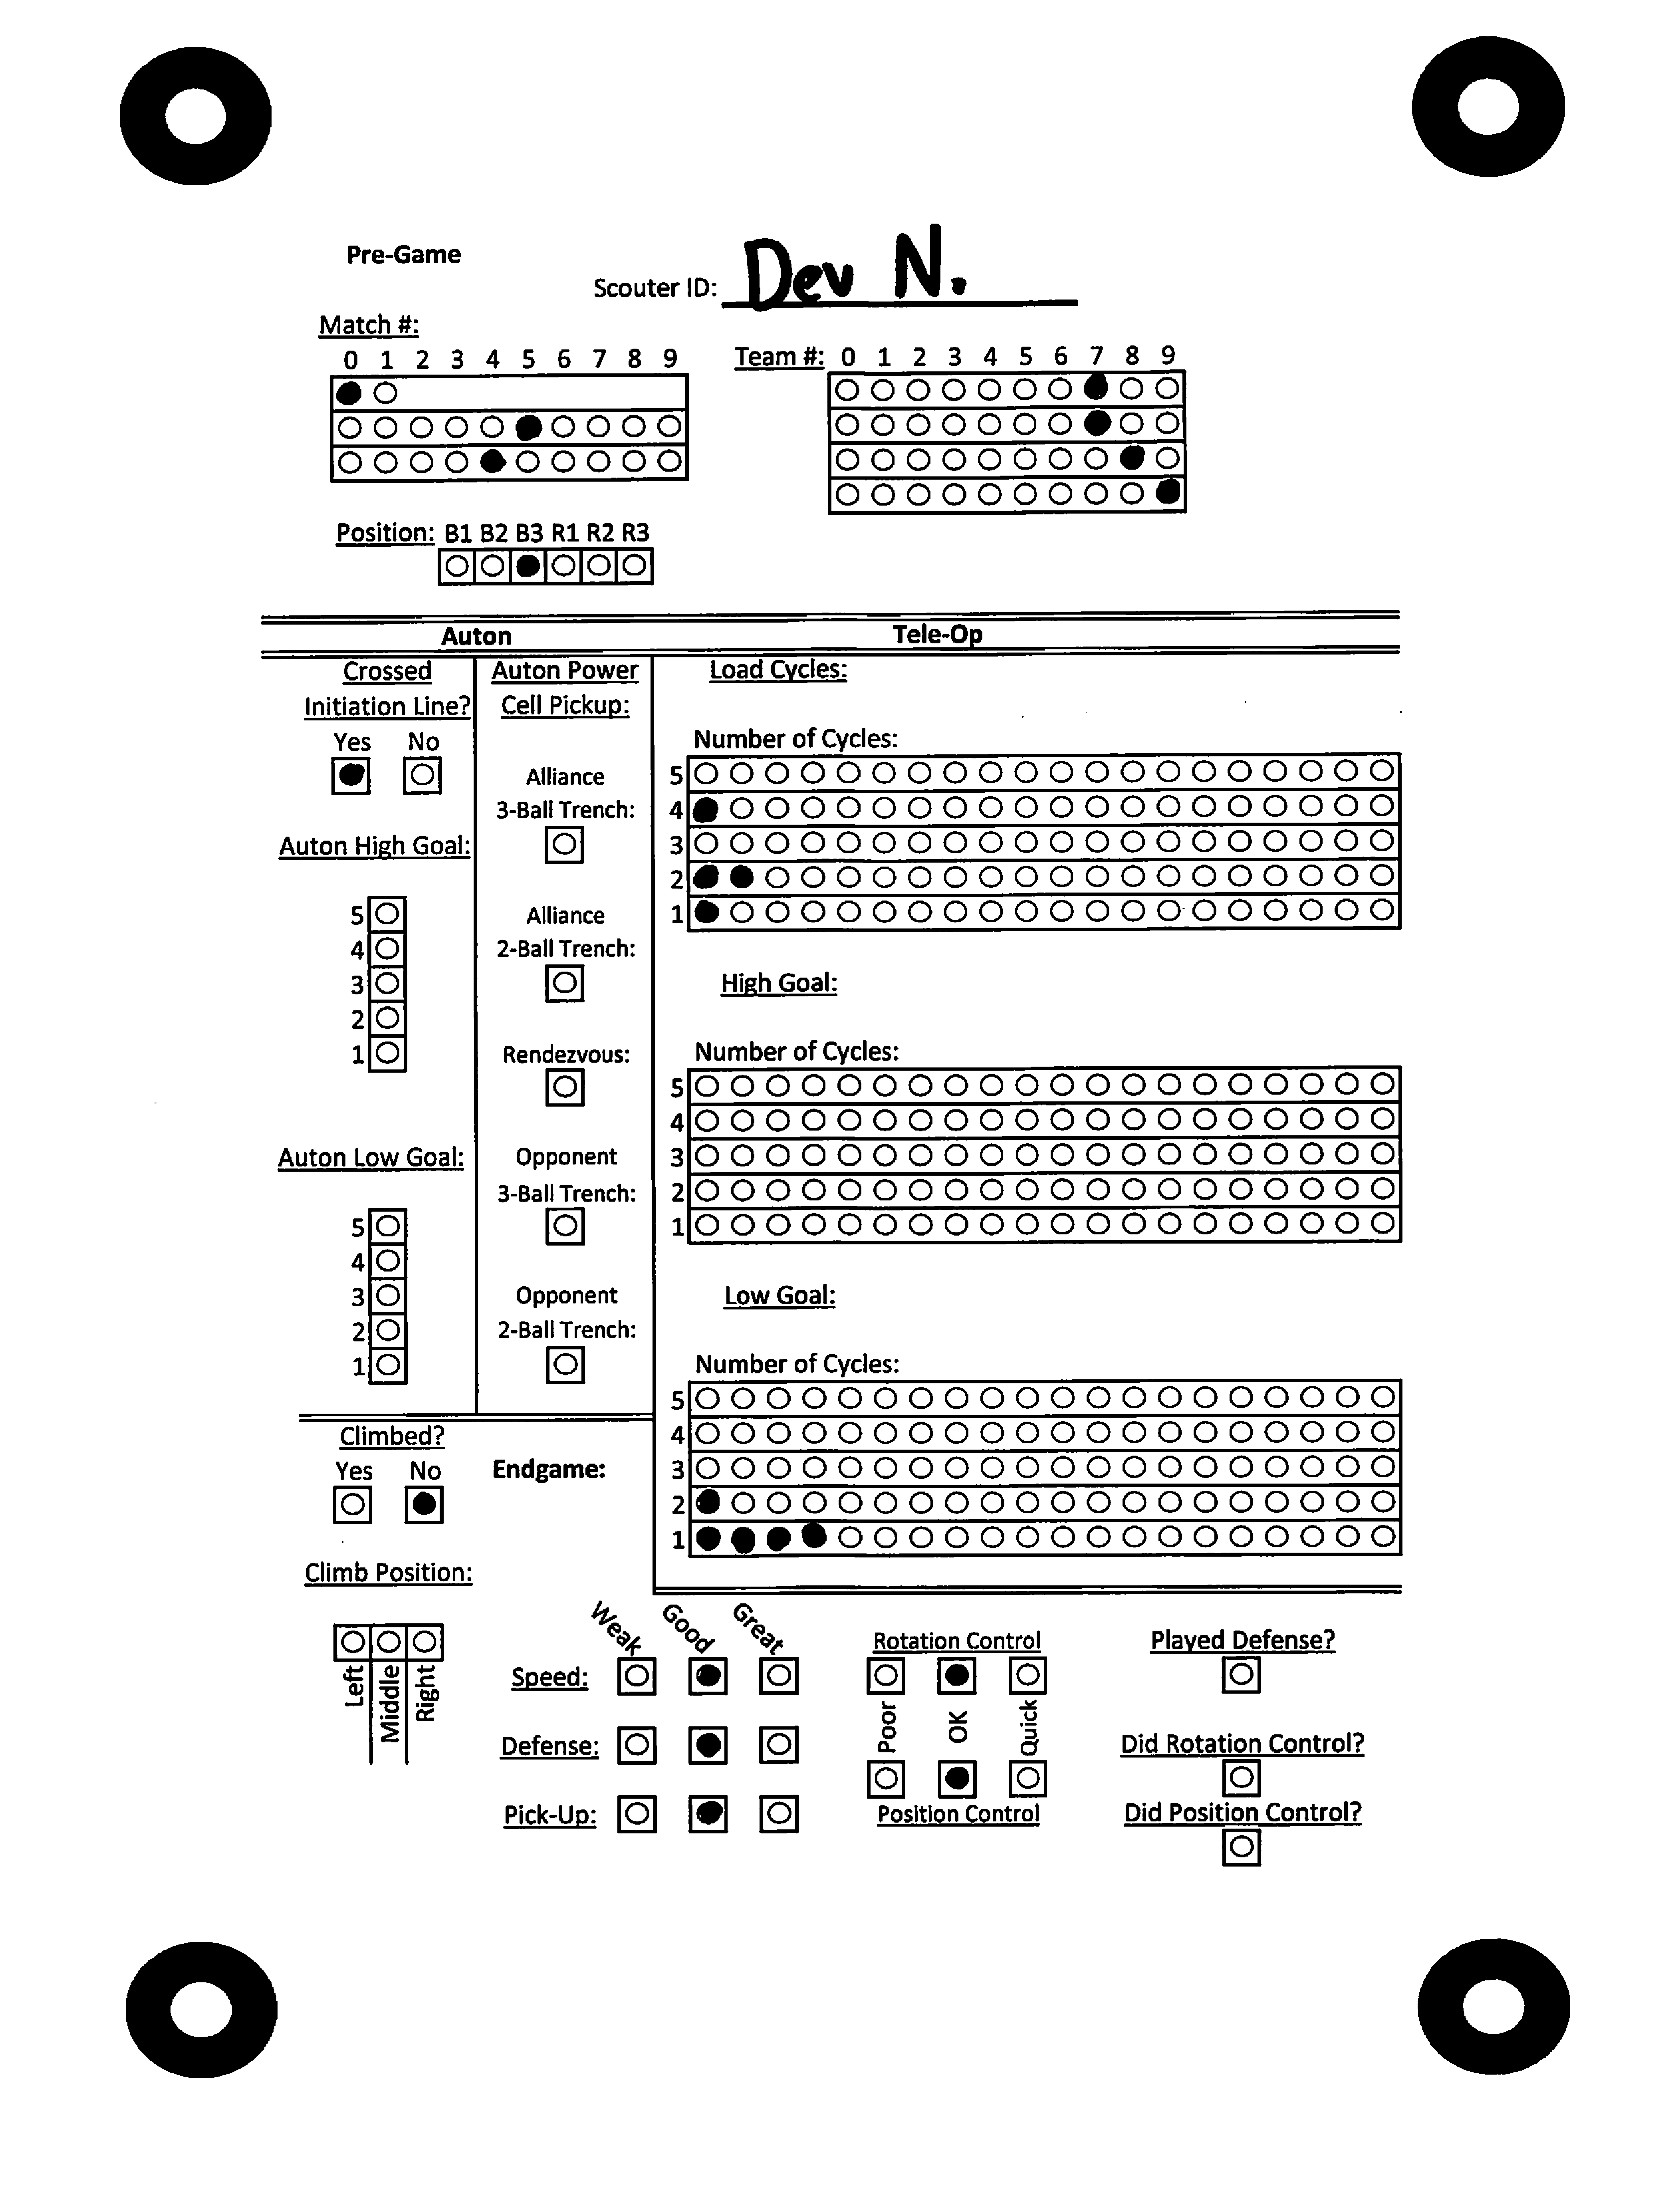 Pre-Game
Scouter ID: Dev N.
Match #:
0 1 2 3 4 5 6 7 8 9
Team #: 0 1 2 3 4 5 6 7 8 9
Position: B1 B2 B3 R1 R2 R3
Auton
Tele-Op
Crossed
Initiation Line?
Yes No
Auton High Goal:
5
4
3
2
1
Auton Low Goal:
5
4
3
2
1
Auton Power
Cell Pickup:
Alliance
3-Ball Trench:
Alliance
2-Ball Trench:
Rendezvous:
Opponent
3-Ball Trench:
Opponent
2-Ball Trench:
Load Cycles:
Number of Cycles:
5
4
3
2
1
High Goal:
Number of Cycles:
5
4
3
2
1
Low Goal:
Number of Cycles:
5
4
3
2
1
Climbed?
Yes No
Endgame:
Climb Position:
Left
Middle
Right
Weak Good Great
Speed:
Defense:
Pick-Up:
Rotation Control
Poor OK Quick
Position Control
Played Defense?
Did Rotation Control?
Did Position Control?